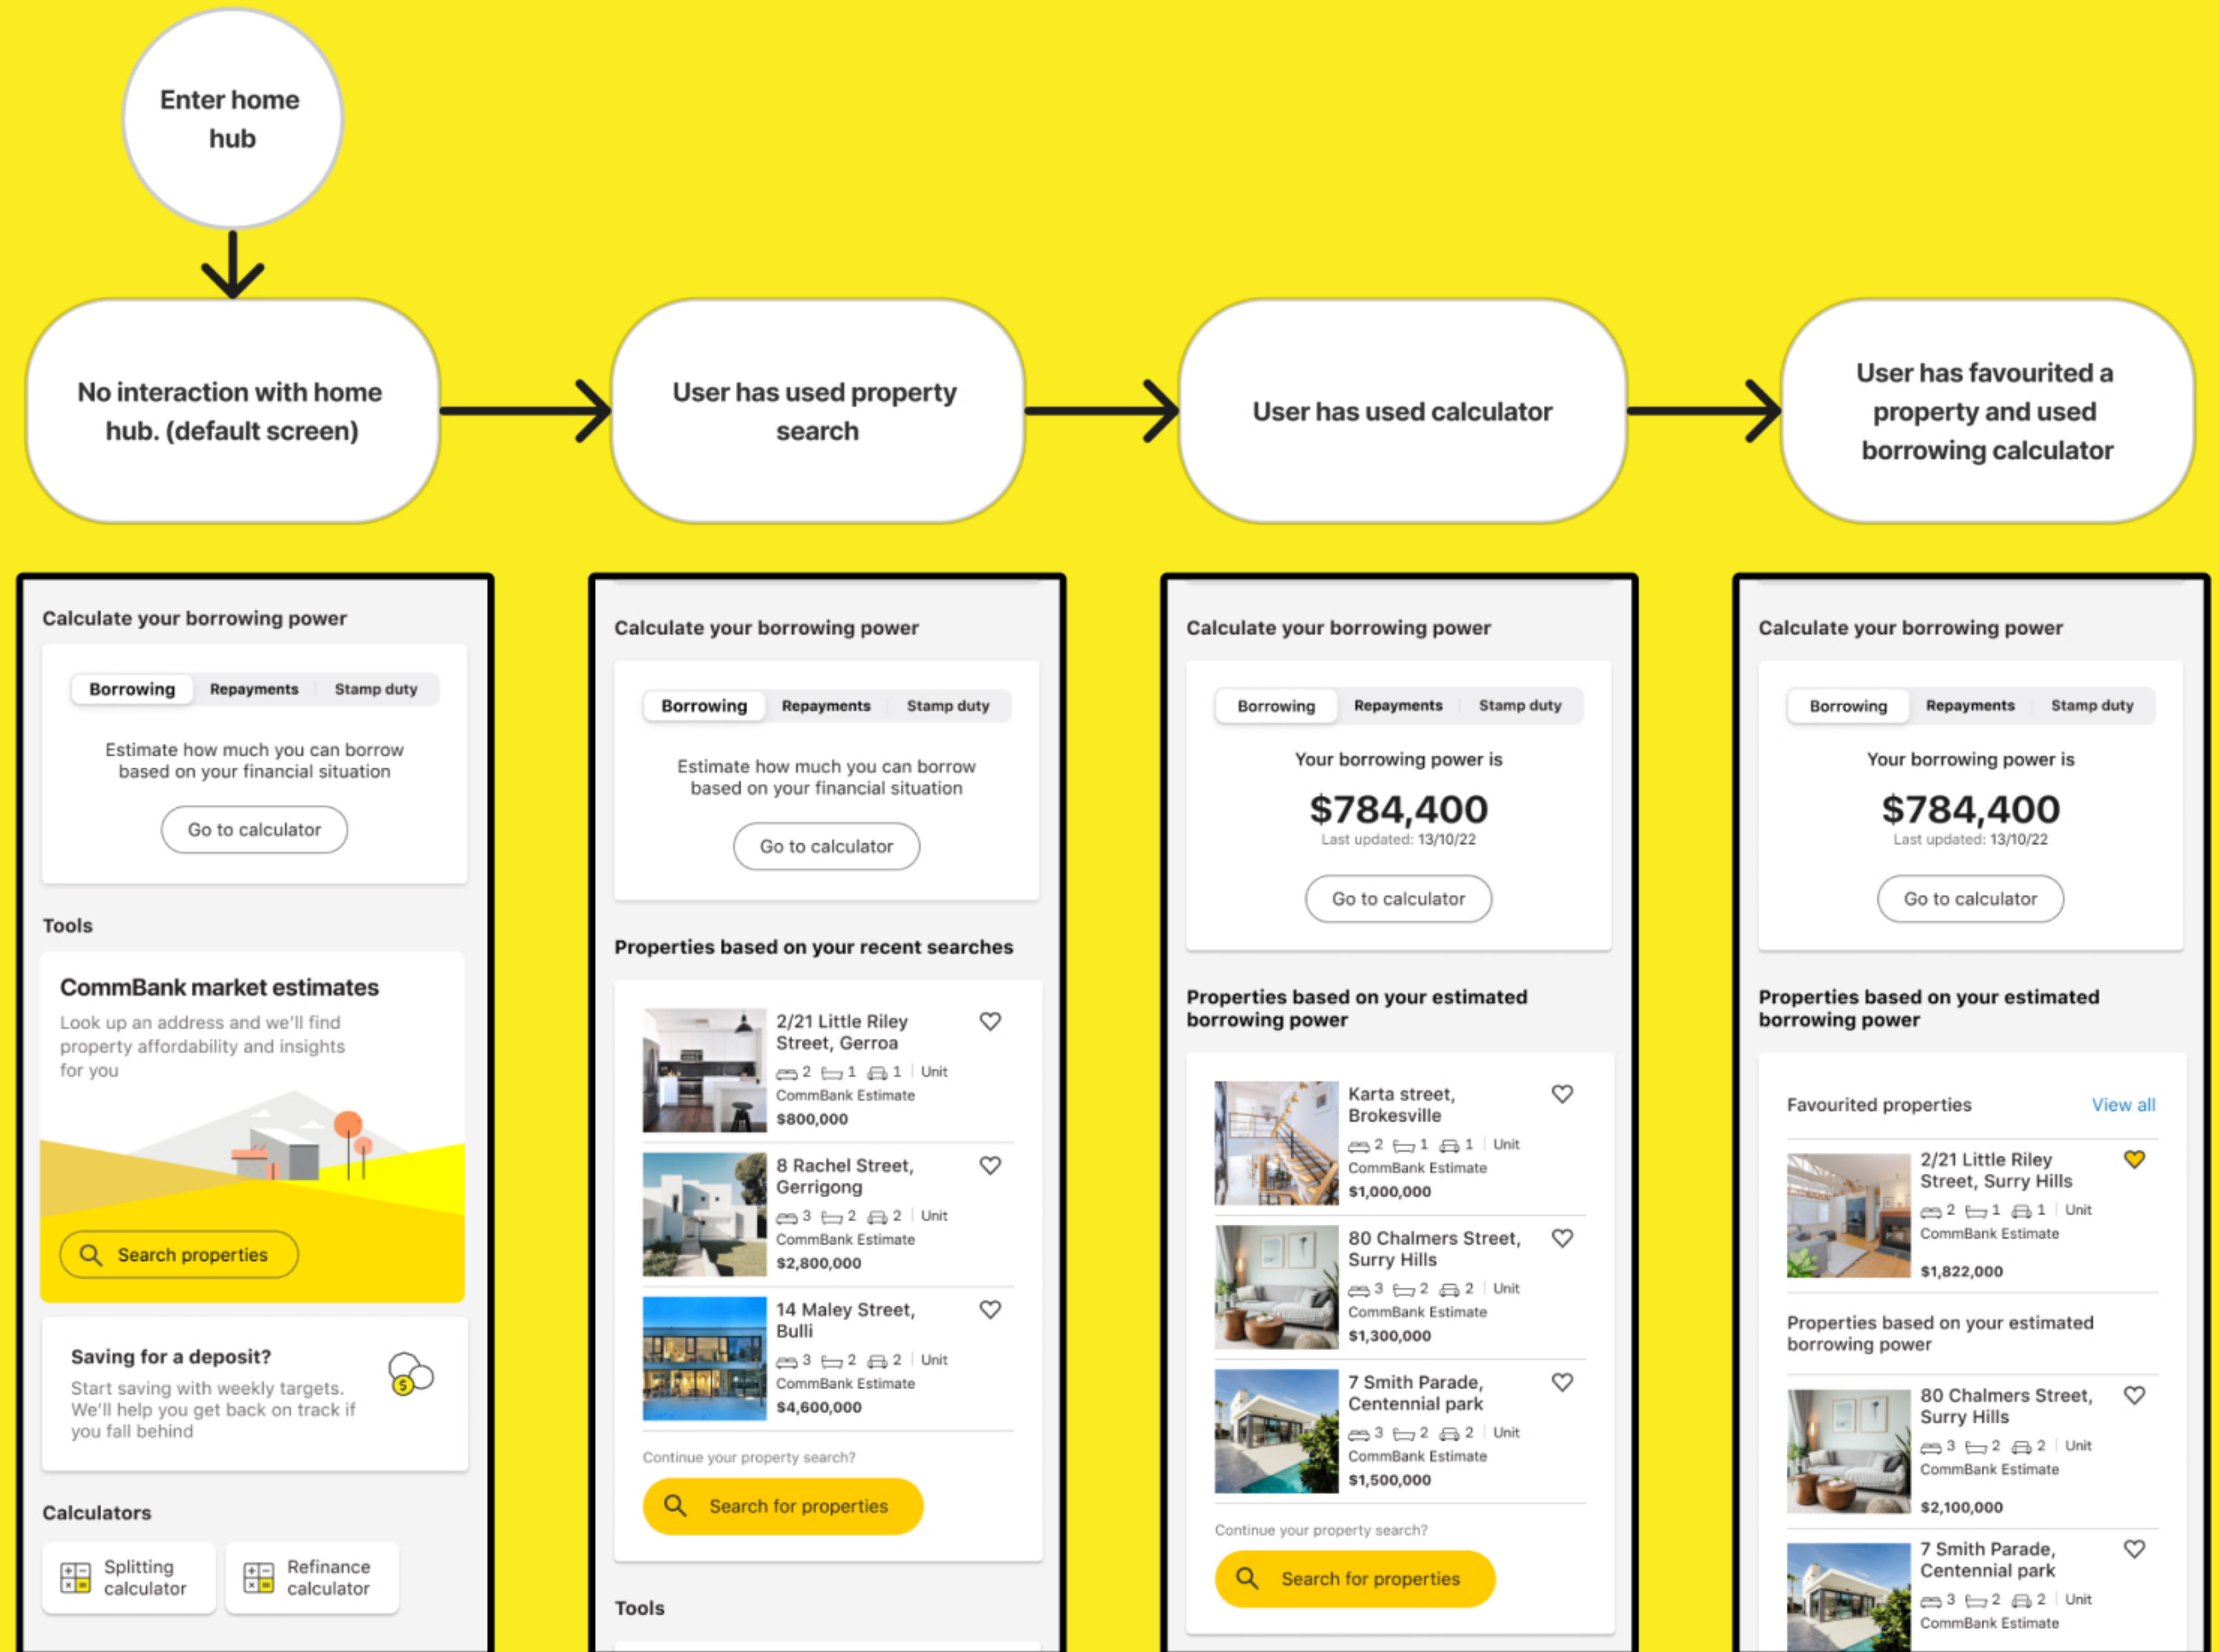 Enter home
hub
No interaction with home
hub. (default screen)
User has used property
search
User has used calculator
User has favourited a
property and used
borrowing calculator
Calculate your borrowing power
Borrowing Repayments Stamp duty
Estimate how much you can borrow
based on your financial situation
Go to calculator
Tools
CommBank market estimates
Look up an address and we'll find
property affordability and insights
for you
Search properties
Saving for a deposit?
Start saving with weekly targets.
We'll help you get back on track if
you fall behind
$
Calculators
Splitting
calculator
Refinance
calculator
Calculate your borrowing power
Borrowing Repayments Stamp duty
Estimate how much you can borrow
based on your financial situation
Go to calculator
Properties based on your recent searches
2/21 Little Riley
Street, Gerroa
2 1 1 | Unit
CommBank Estimate
$800,000
8 Rachel Street,
Gerrigong
3 2 2 | Unit
CommBank Estimate
$2,800,000
14 Maley Street,
Bulli
3 2 2 | Unit
CommBank Estimate
$4,600,000
Continue your property search?
Search for properties
Tools
Calculate your borrowing power
Borrowing Repayments Stamp duty
Your borrowing power is
$784,400
Last updated: 13/10/22
Go to calculator
Properties based on your estimated
borrowing power
Karta street,
Brokesville
2 1 1 | Unit
CommBank Estimate
$1,000,000
80 Chalmers Street,
Surry Hills
3 2 2 | Unit
CommBank Estimate
$1,300,000
7 Smith Parade,
Centennial park
3 2 2 | Unit
CommBank Estimate
$1,500,000
Continue your property search?
Search for properties
Calculate your borrowing power
Borrowing Repayments Stamp duty
Your borrowing power is
$784,400
Last updated: 13/10/22
Go to calculator
Properties based on your estimated
borrowing power
Favourited properties View all
2/21 Little Riley
Street, Surry Hills
2 1 1 | Unit
CommBank Estimate
$1,822,000
Properties based on your estimated
borrowing power
80 Chalmers Street,
Surry Hills
3 2 2 | Unit
CommBank Estimate
$2,100,000
7 Smith Parade,
Centennial park
3 2 2 | Unit
CommBank Estimate